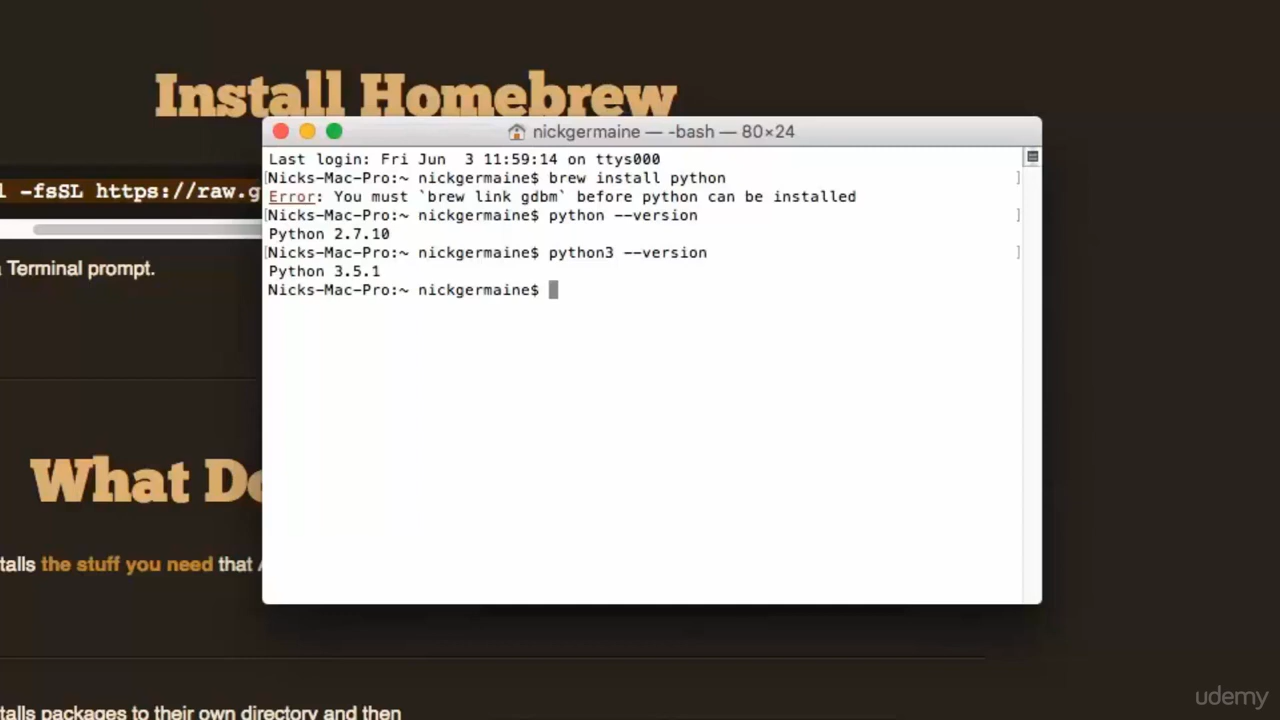 Install Homebrew
nickgermaine — -bash — 80×24
Last login: Fri Jun  3 11:59:14 on ttys000
[Nicks-Mac-Pro:~ nickgermaine$ brew install python ]
l -fsSL https://raw.g
Error: You must `brew link gdbm` before python can be installed
[Nicks-Mac-Pro:~ nickgermaine$ python --version ]
Python 2.7.10
[Nicks-Mac-Pro:~ nickgermaine$ python3 --version ]
a Terminal prompt.
Python 3.5.1
Nicks-Mac-Pro:~ nickgermaine$
What Do
talls the stuff you need that
udemy
talls packages to their own directory and then